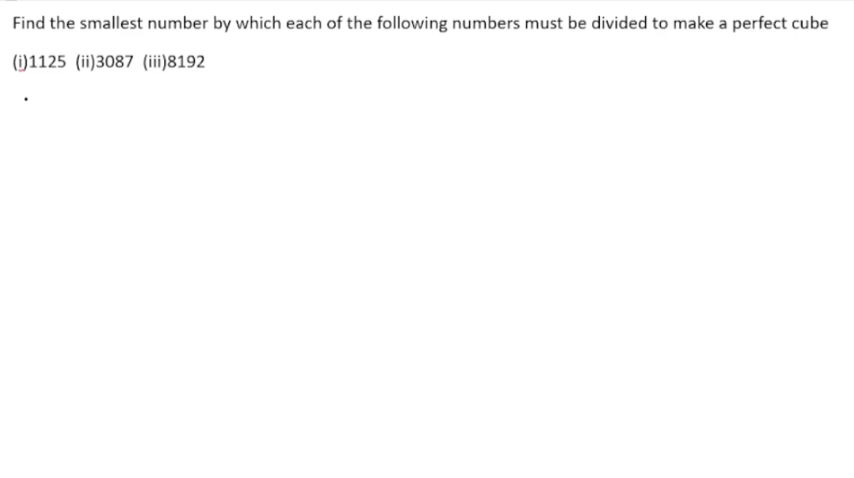 Find the smallest number by which each of the following numbers must be divided to make a perfect cube
(i)1125 (ii)3087 (iii)8192
.